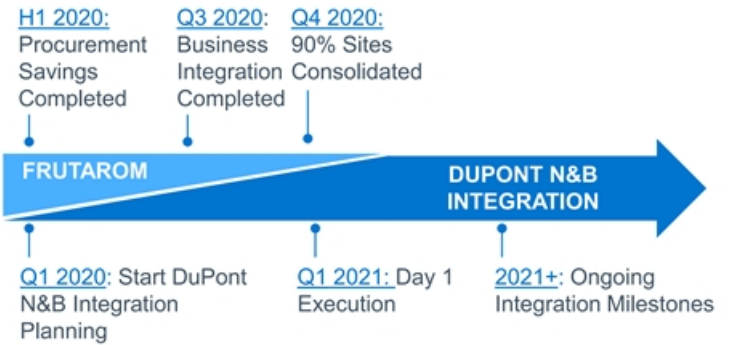 H1 2020:
Procurement
Savings
Completed
Q3 2020:
Business
Integration
Completed
Q4 2020:
90% Sites
Consolidated
FRUTAROM
DUPONT N&B
INTEGRATION
Q1 2020: Start DuPont
N&B Integration
Planning
Q1 2021: Day 1
Execution
2021+: Ongoing
Integration Milestones